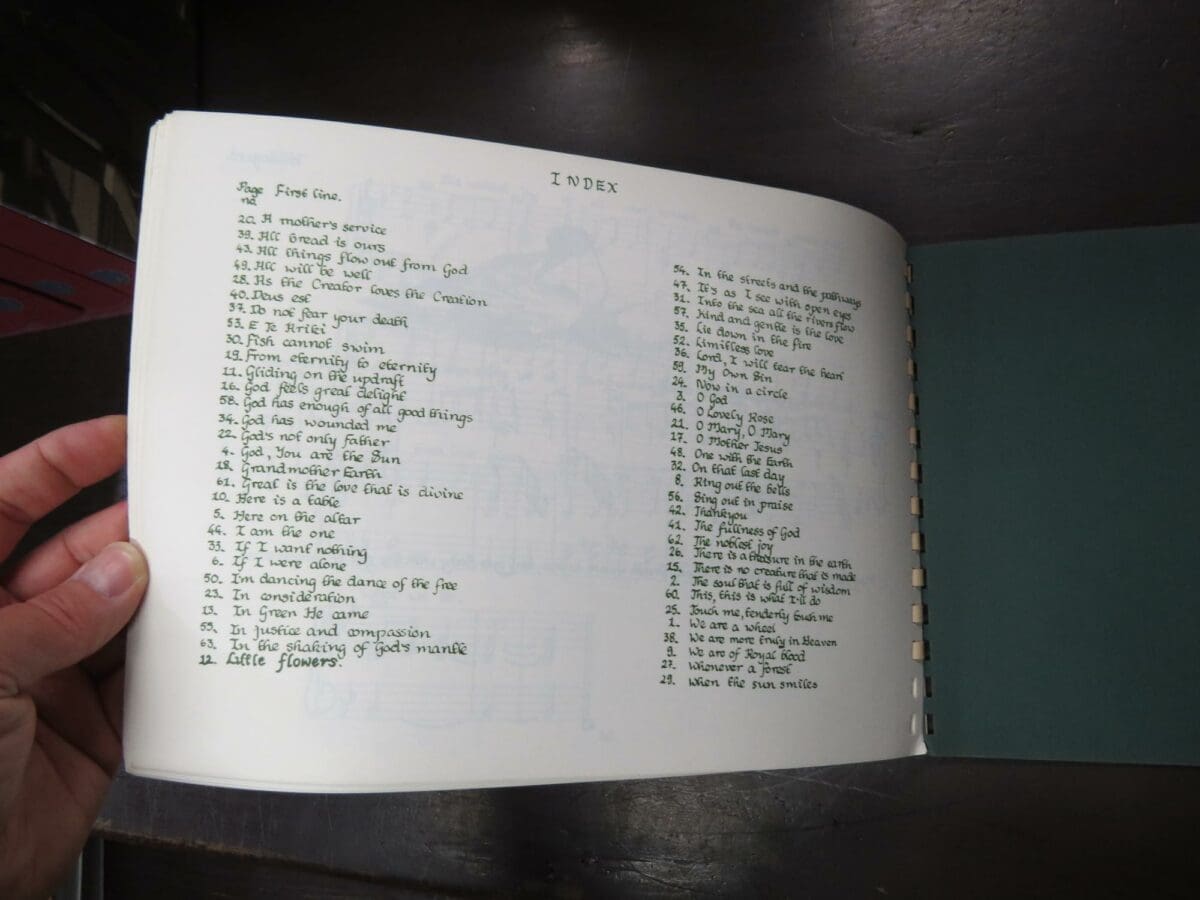 INDEX
Page First line.
no
20. A mother's service
39. All bread is ours
43. All things flow out from God
49. All will be well
28. As the Creator loves the Creation
40. Deus est
37. Do not fear your death
53. E Te Ariki
30. Fish cannot swim
19. From eternity to eternity
11. Gliding on the updraft
16. God feels great delight
58. God has enough of all good things
34. God has wounded me
22. God's not only father
4. God, You are the Sun
18. Grandmother Earth
61. Great is the love that is divine
10. Here is a table
5. Here on the altar
44. I am the one
33. If I want nothing
6. If I were alone
50. I'm dancing the dance of the free
23. In consideration
13. In Green He came
55. In justice and compassion
63. In the shaking of God's mantle
12. Little flowers.
54. In the streets and the pathways
47. It's as I see with open eyes
31. Into the sea all the rivers flow
57. Kind and gentle is the love
35. Lie down in the fire
52. Limitless love
36. Lord, I will tear the heart
59. My Own Sin
24. Now in a circle
3. O God
46. O Lovely Rose
21. O Mary, O Mary
17. O Mother Jesus
48. One with the Earth
32. On that last day
8. Ring out the bells
56. Sing out in praise
42. Thankyou
41. The fullness of God
62. The noblest joy
26. There is a treasure in the earth
15. There is no creature that is made
2. The soul that is full of wisdom
60. This, this is what I'll do
25. Touch me, tenderly touch me
1. We are a wheel
38. We are more truly in Heaven
9. We are of Royal blood
27. Whenever a forest
29. When the sun smiles